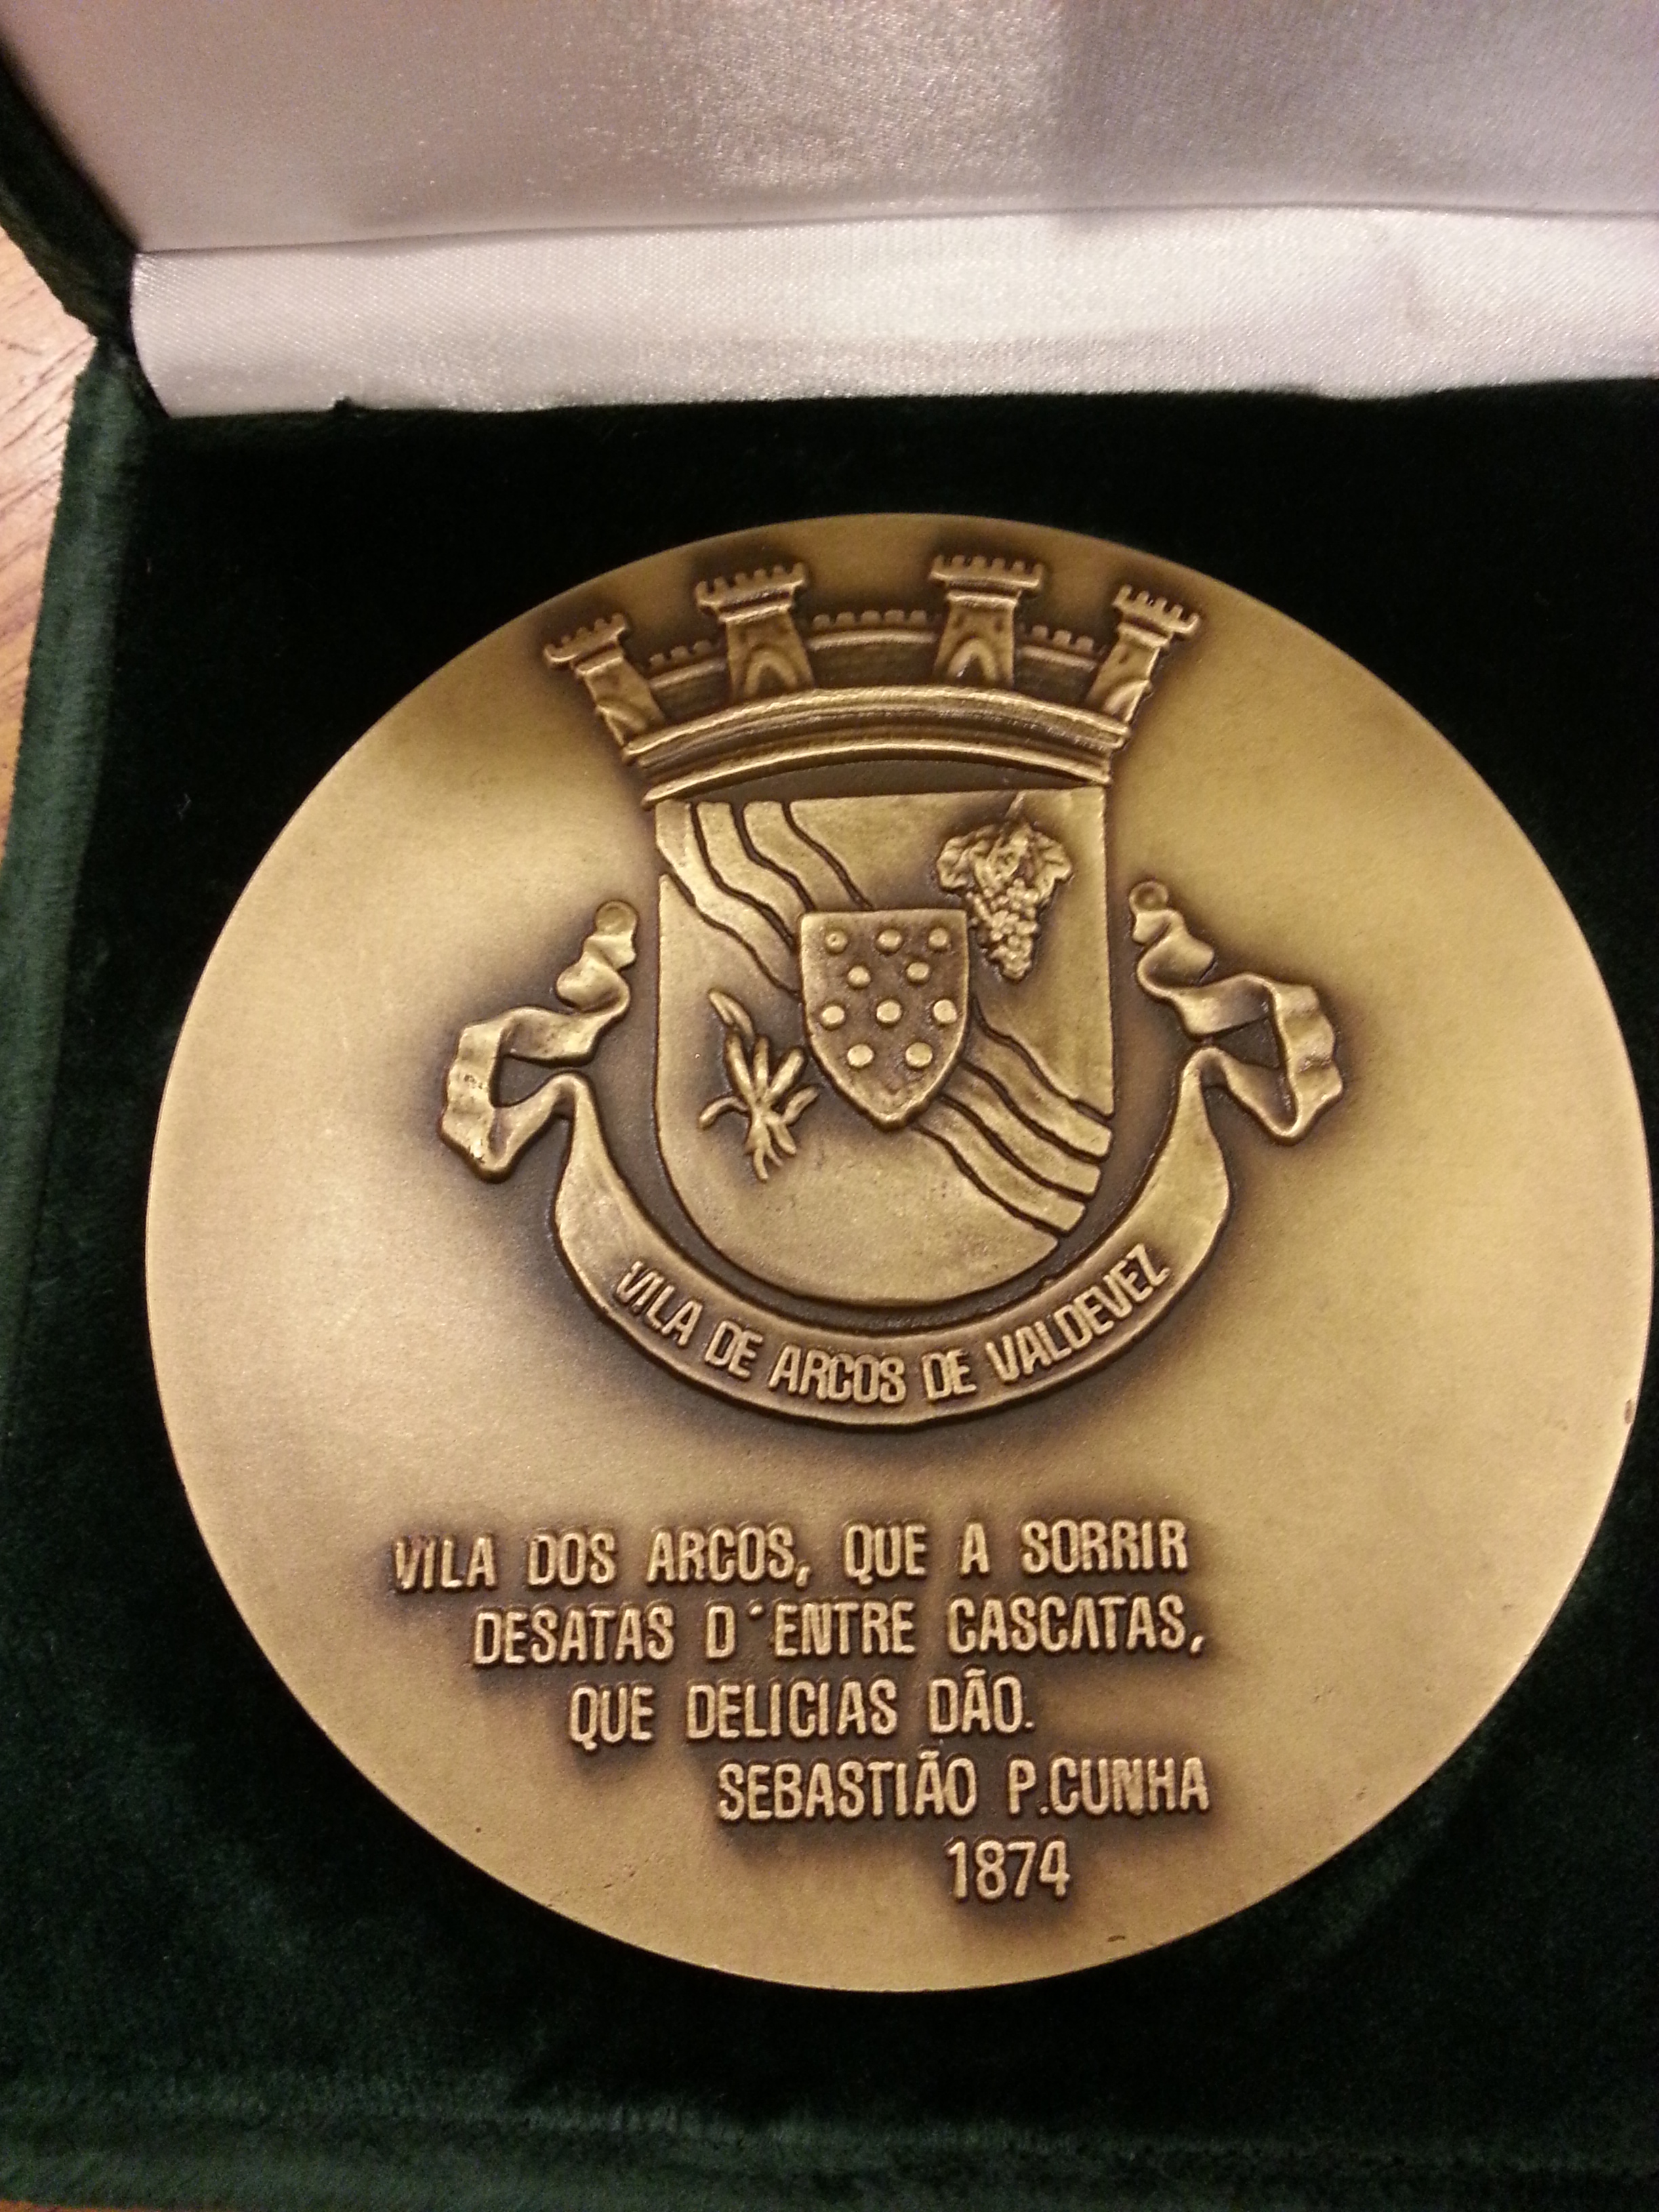 VILA DE ARCOS DE VALDEVEZ
VILA DOS ARCOS, QUE A SORRIR
DESATAS D´ENTRE CASCATAS,
QUE DELICIAS DÃO.
SEBASTIÃO P.CUNHA
1874